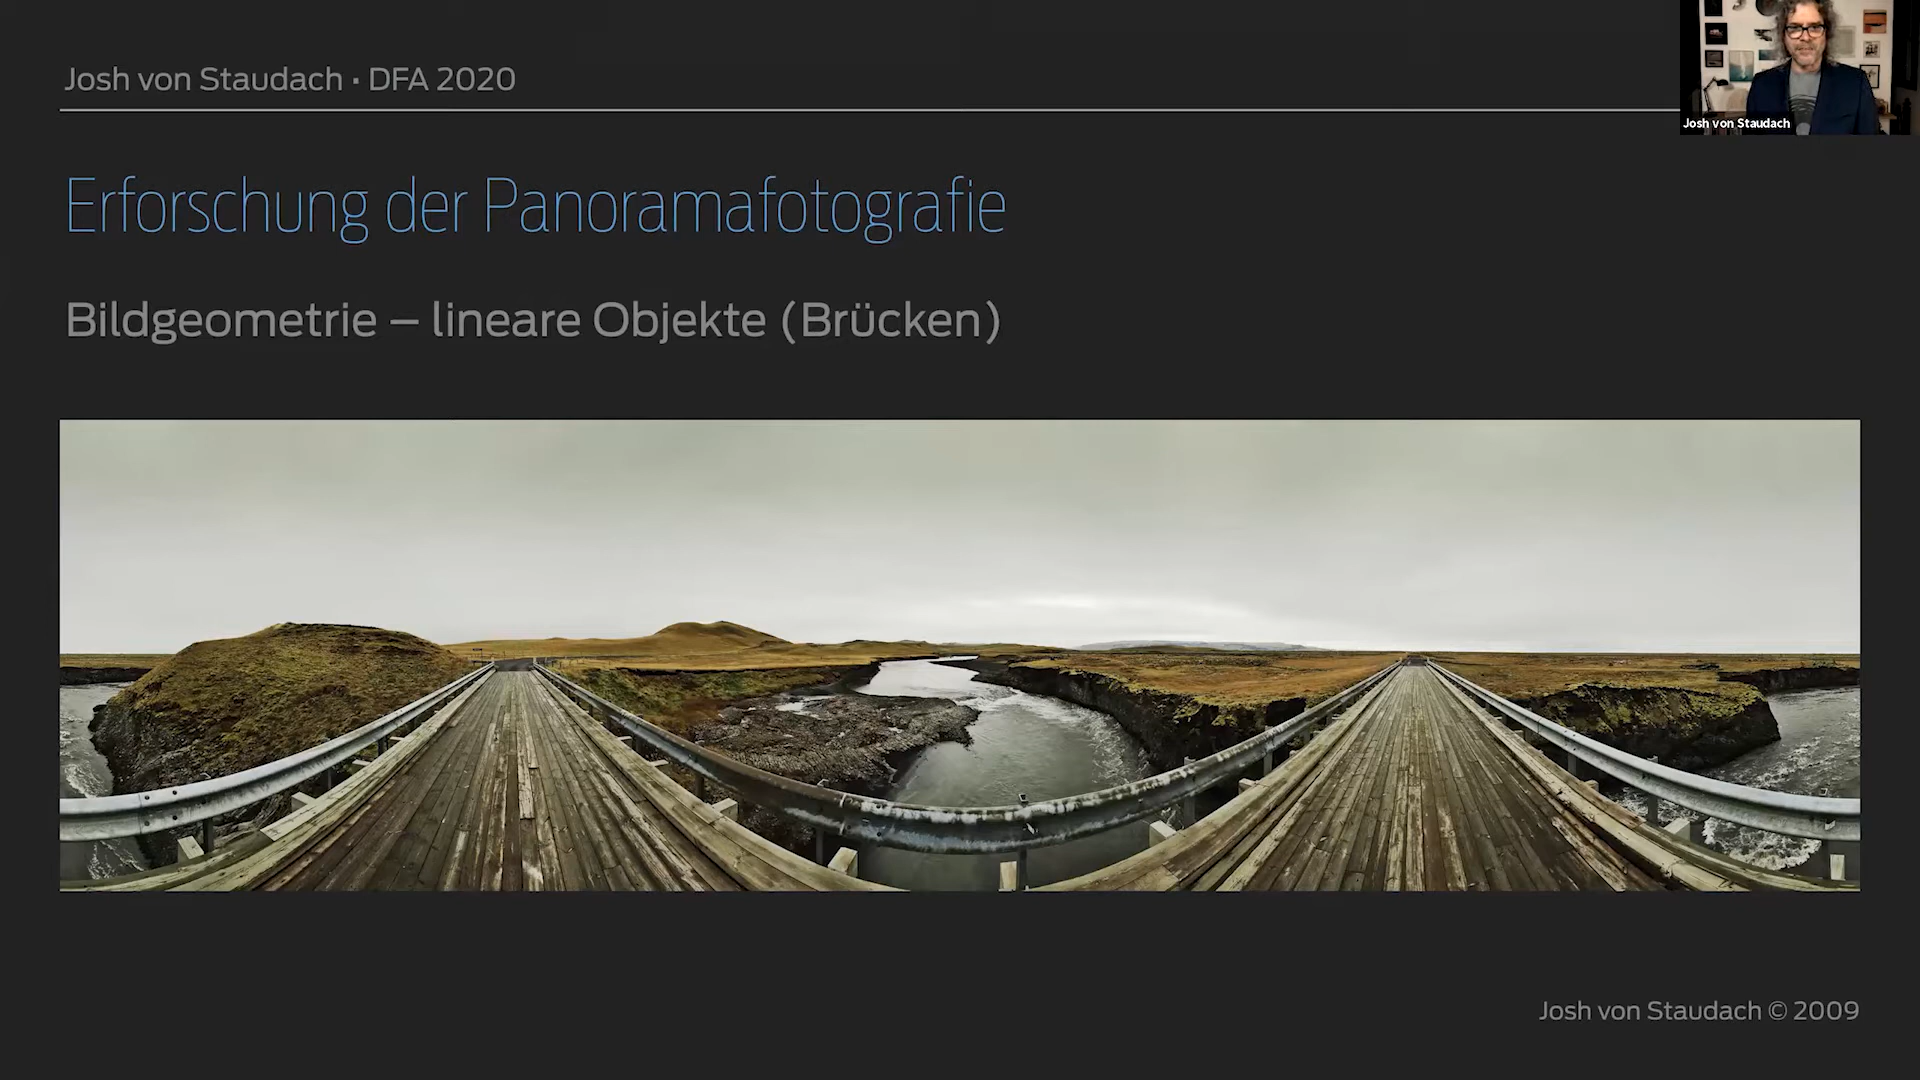 Josh von Staudach • DFA 2020
Josh von Staudach
Erforschung der Panoramafotografie
Bildgeometrie – lineare Objekte (Brücken)
Josh von Staudach © 2009